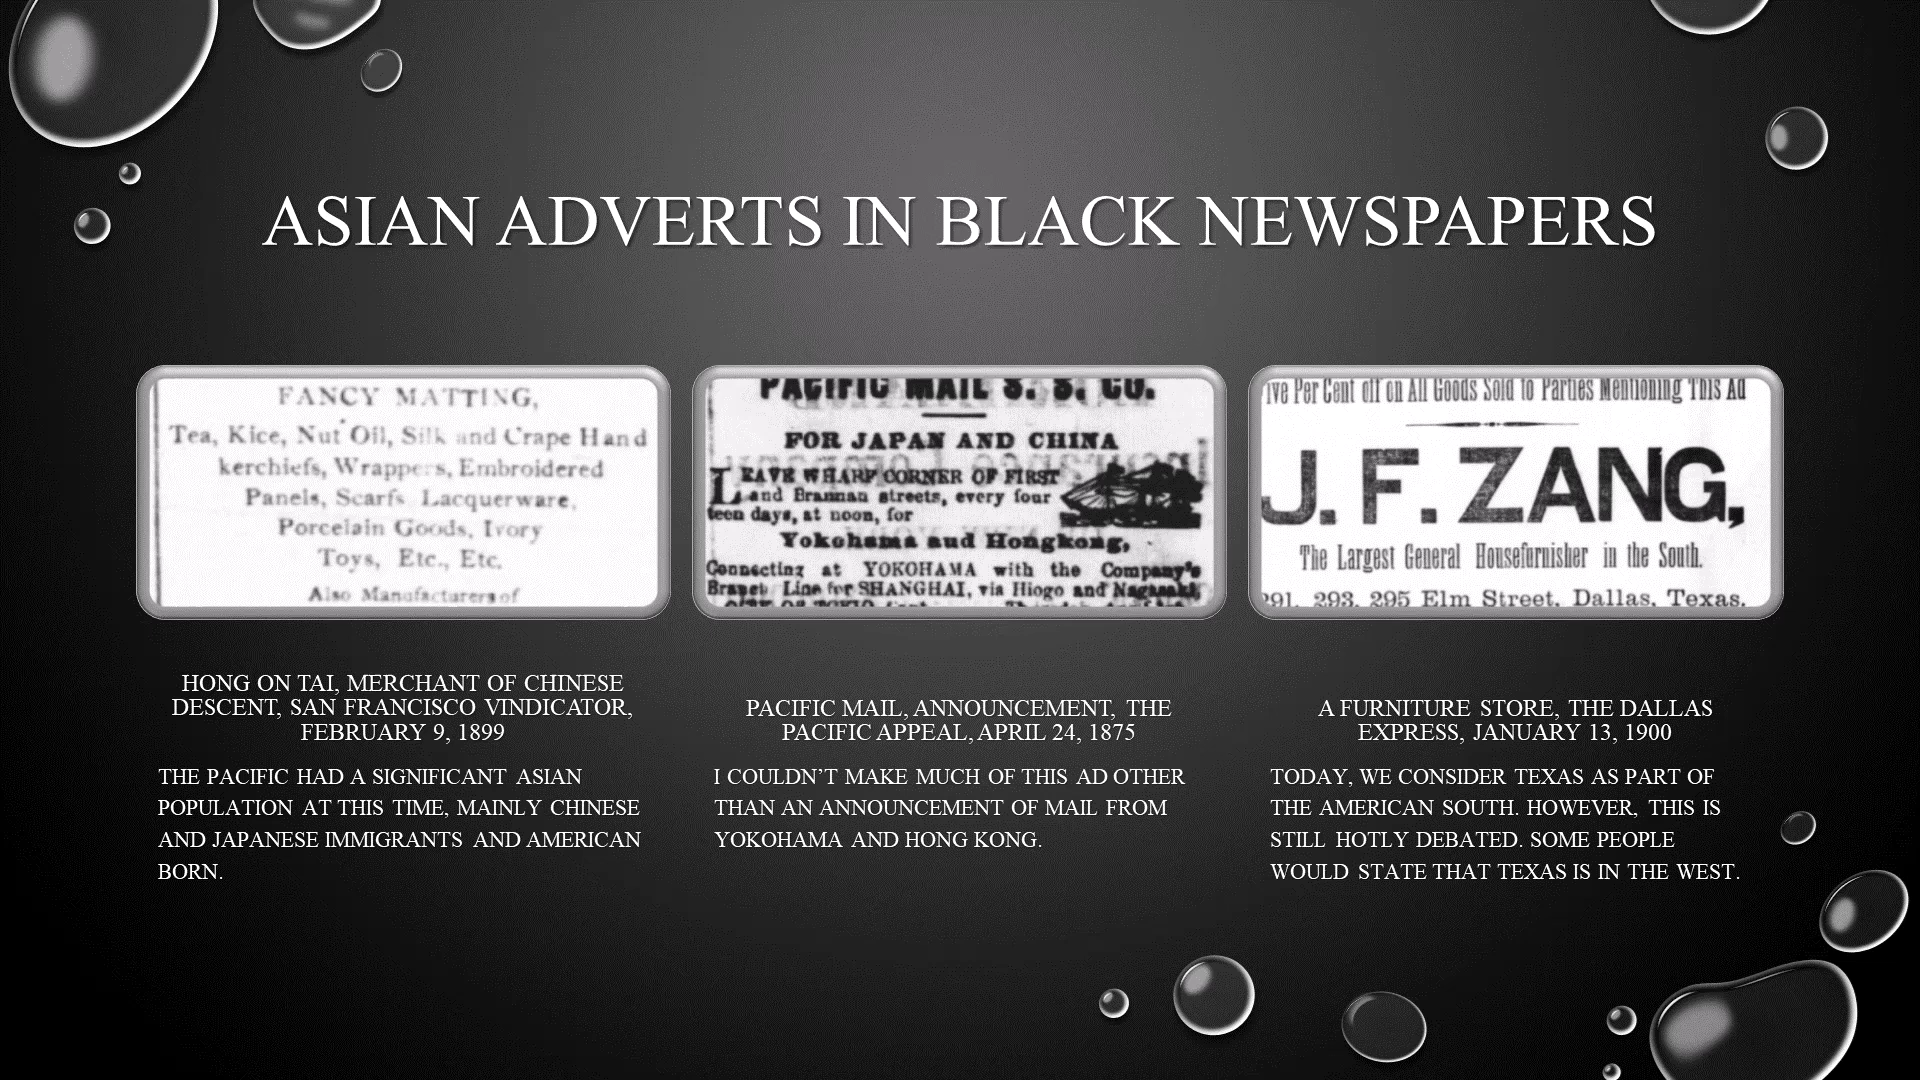 ASIAN ADVERTS IN BLACK NEWSPAPERS
FANCY MATTING,
Tea, Rice, Nut Oil, Silk and Crape Hand
kerchiefs, Wrappers, Embroidered
Panels, Scarfs Lacquerware,
Porcelain Goods, Ivory
Toys, Etc., Etc.
Also Manufacturers of
PACIFIC MAIL S. S. CO.
FOR JAPAN AND CHINA
LEAVE WHARF CORNER OF FIRST
and Brannan streets, every four
teen days, at noon, for
Yokohama and Hongkong,
Connecting at YOKOHAMA with the Company's
Branch Line for SHANGHAI, via Hiogo and Nagasaki,
ive Per Cent off on All Goods Sold to Parties Mentioning This Ad
J. F. ZANG,
The Largest General Housefurnisher in the South.
291, 293, 295 Elm Street, Dallas, Texas.
HONG ON TAI, MERCHANT OF CHINESE
DESCENT, SAN FRANCISCO VINDICATOR,
FEBRUARY 9, 1899
THE PACIFIC HAD A SIGNIFICANT ASIAN
POPULATION AT THIS TIME, MAINLY CHINESE
AND JAPANESE IMMIGRANTS AND AMERICAN
BORN.
PACIFIC MAIL, ANNOUNCEMENT, THE
PACIFIC APPEAL, APRIL 24, 1875
I COULDN'T MAKE MUCH OF THIS AD OTHER
THAN AN ANNOUNCEMENT OF MAIL FROM
YOKOHAMA AND HONG KONG.
A FURNITURE STORE, THE DALLAS
EXPRESS, JANUARY 13, 1900
TODAY, WE CONSIDER TEXAS AS PART OF
THE AMERICAN SOUTH. HOWEVER, THIS IS
STILL HOTLY DEBATED. SOME PEOPLE
WOULD STATE THAT TEXAS IS IN THE WEST.